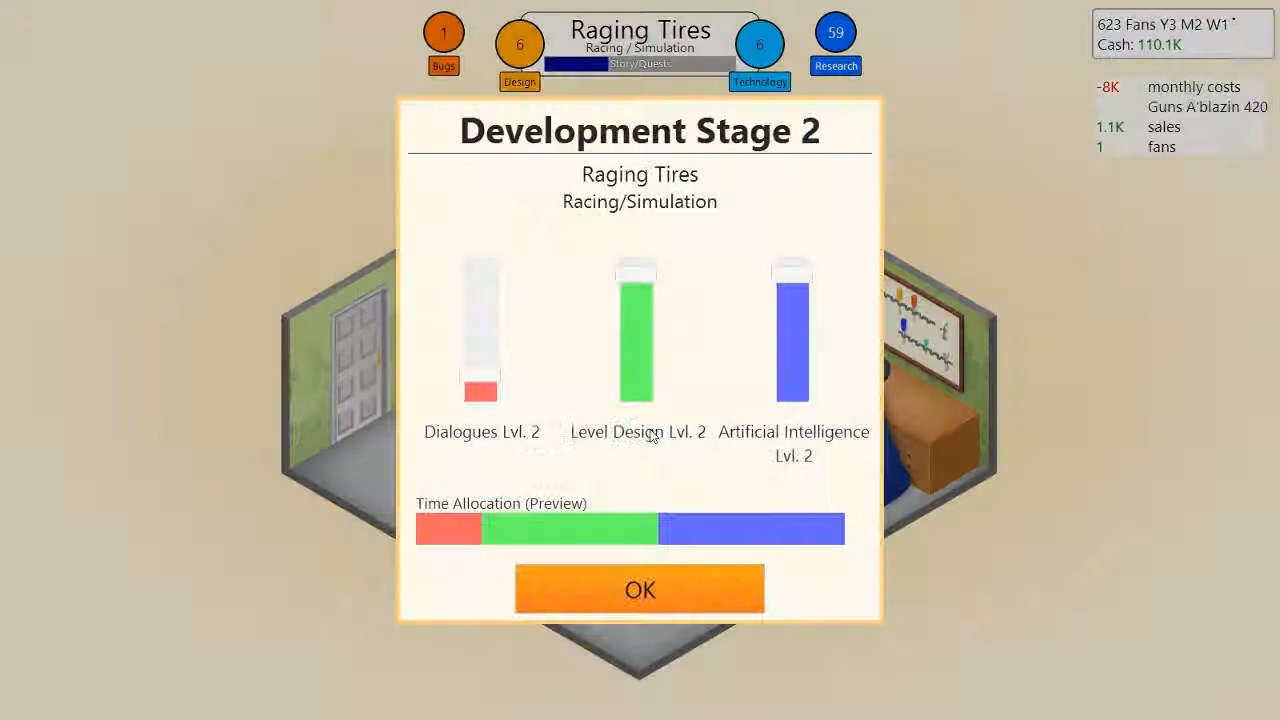 1
Bugs
6
Design
Raging Tires
Racing / Simulation
Story/Quests
6
Technology
59
Research
623 Fans Y3 M2 W1
Cash: 110.1K
-8K monthly costs
Guns A'blazin 420
1.1K sales
1 fans
Development Stage 2
Raging Tires
Racing/Simulation
Dialogues Lvl. 2
Level Design Lvl. 2
Artificial Intelligence
Lvl. 2
Time Allocation (Preview)
OK